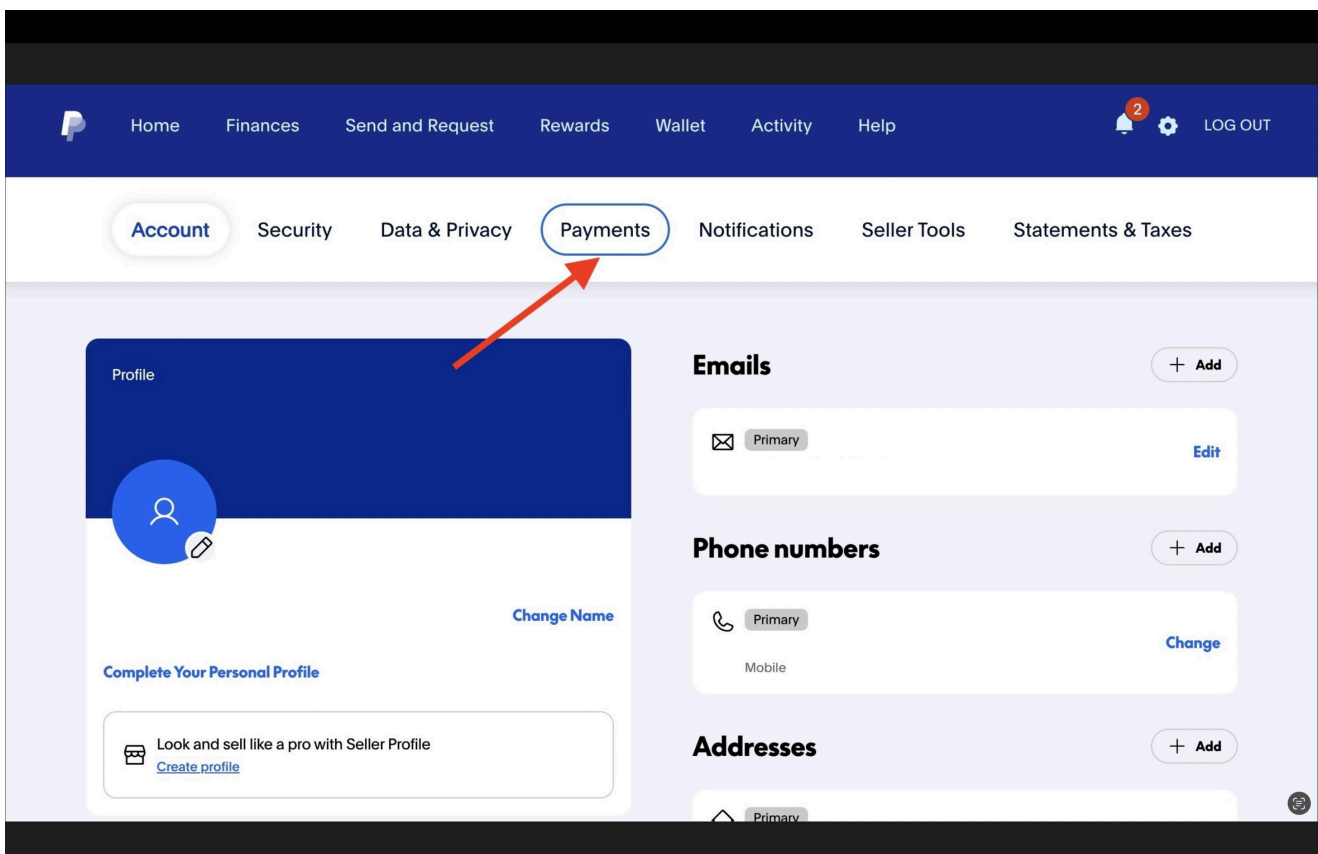 Home Finances Send and Request Rewards Wallet Activity Help 2 LOG OUT
Account Security Data & Privacy Payments Notifications Seller Tools Statements & Taxes
Profile
Change Name
Complete Your Personal Profile
Look and sell like a pro with Seller Profile
Create profile
Emails + Add
Primary
Edit
Phone numbers + Add
Primary
Change
Mobile
Addresses + Add
Primary